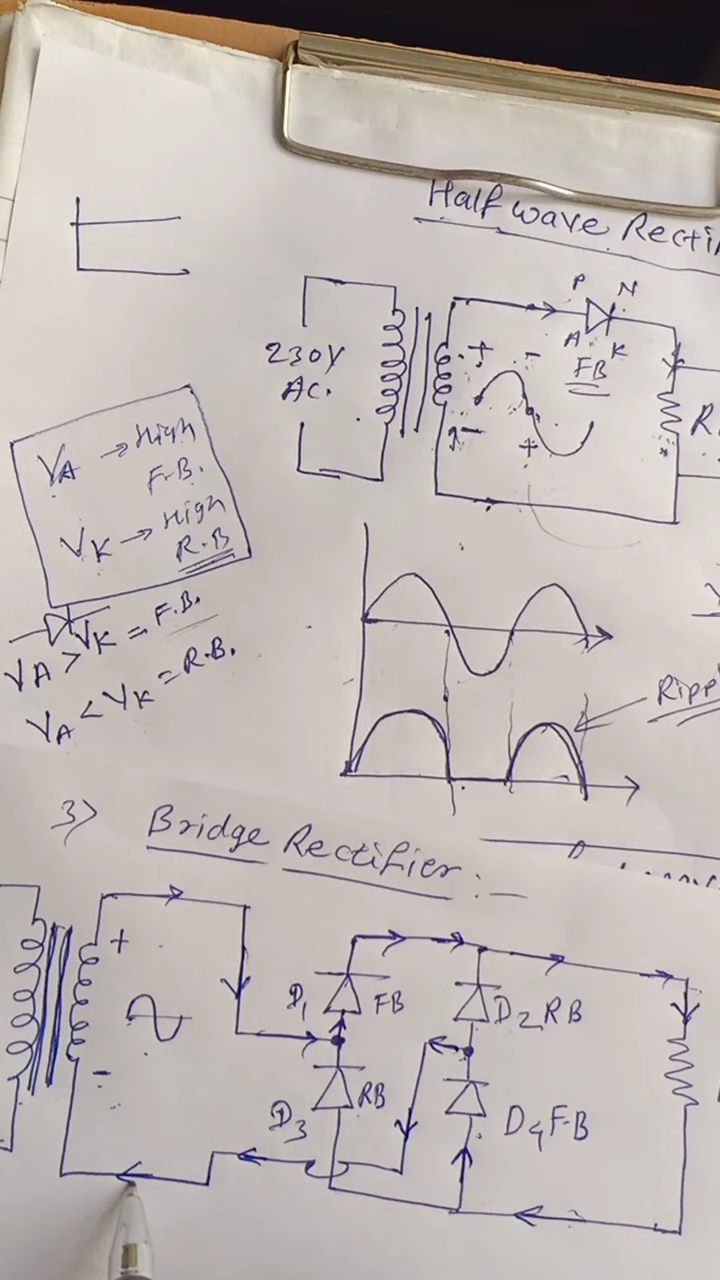 Half wave Recti
P N
A K
FB
230V
AC.
+ -
- +
R
VA → High
F.B.
VK → High
R.B
VA > VK = F.B.
VA < VK = R.B.
Ripp
3) Bridge Rectifier :-
+
-
D1 FB
D2 RB
D3 RB
D4 F.B